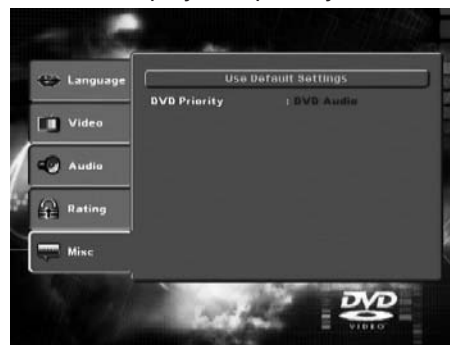 Language
Use Default Settings
DVD Priority : DVD Audio
Video
Audio
Rating
Misc
DVD
VIDEO